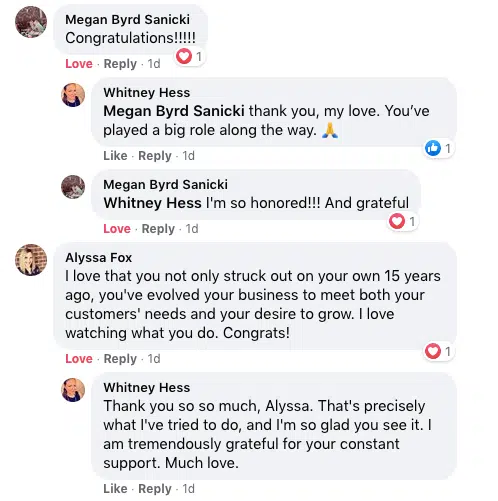 Megan Byrd Sanicki
Congratulations!!!!!
1
Love · Reply · 1d
Whitney Hess
Megan Byrd Sanicki thank you, my love. You’ve
played a big role along the way. 🙏
1
Like · Reply · 1d
Megan Byrd Sanicki
Whitney Hess I'm so honored!!! And grateful
1
Love · Reply · 1d
Alyssa Fox
I love that you not only struck out on your own 15 years
ago, you've evolved your business to meet both your
customers' needs and your desire to grow. I love
watching what you do. Congrats!
1
Love · Reply · 1d
Whitney Hess
Thank you so so much, Alyssa. That's precisely
what I've tried to do, and I'm so glad you see it. I
am tremendously grateful for your constant
support. Much love.
Like · Reply · 1d